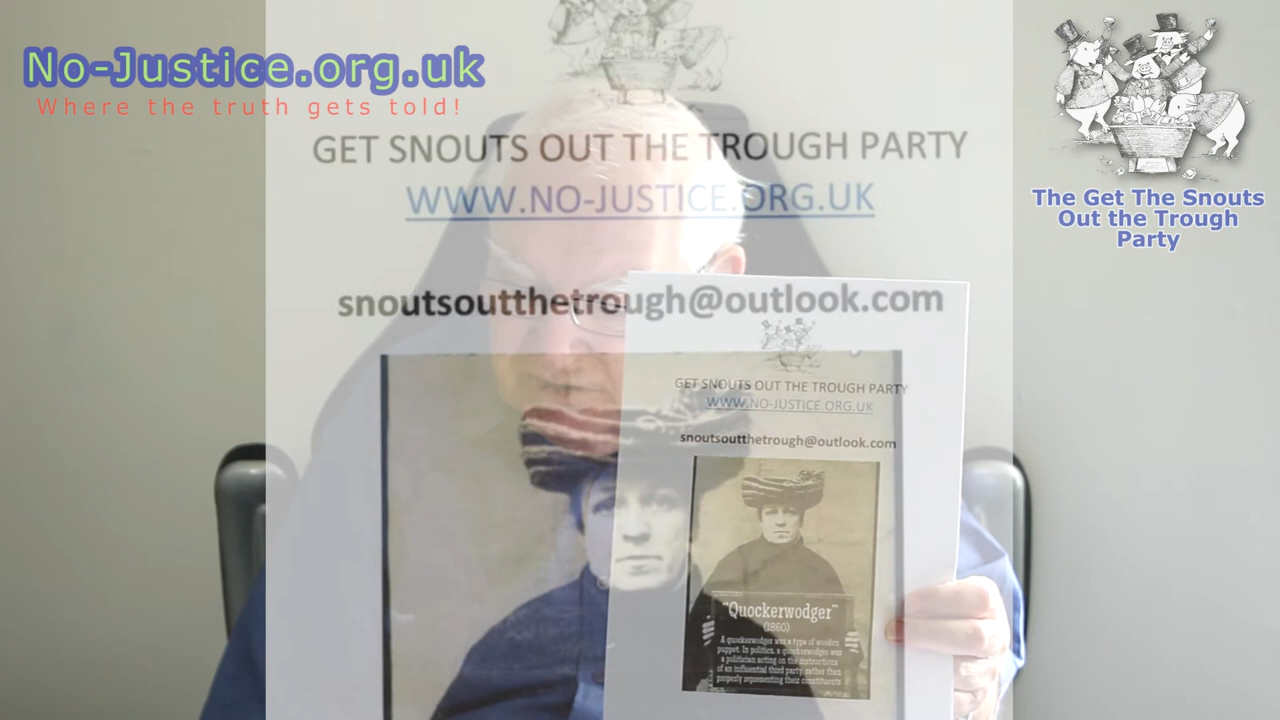 No-Justice.org.uk
Where the truth gets told!
The Get The Snouts
Out the Trough
Party
GET SNOUTS OUT THE TROUGH PARTY
WWW.NO-JUSTICE.ORG.UK
snoutsoutthetrough@outlook.com
GET SNOUTS OUT THE TROUGH PARTY
WWW.NO-JUSTICE.ORG.UK
snoutsoutthetrough@outlook.com
"Quockerwodger"
(1860)
A quockerwodger was a type of wooden
puppet. In politics, a quockerwodger was
a politician acting on the instructions
of an influential third party, rather than
properly representing their constituents